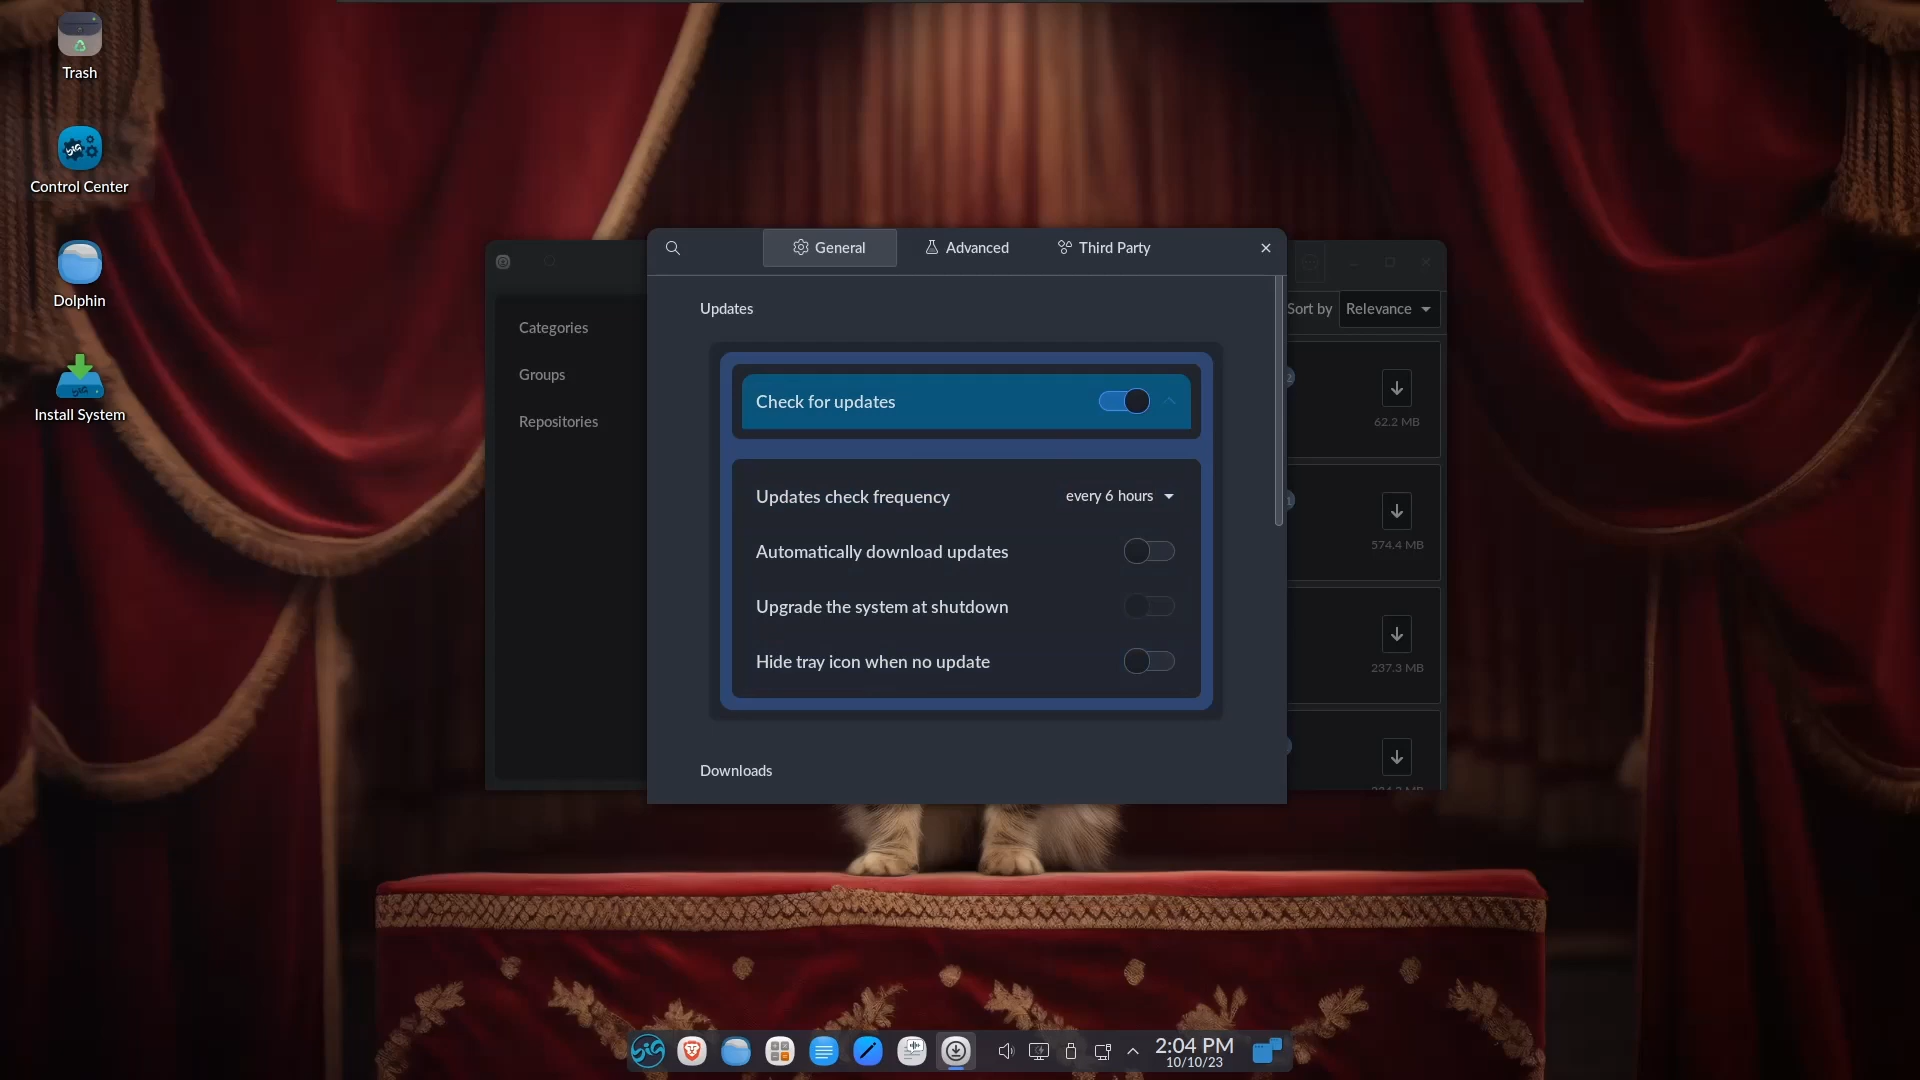 Trash
Control Center
Dolphin
Install System
General
Advanced
Third Party
Categories
Groups
Repositories
Updates
Check for updates
Updates check frequency
every 6 hours
Automatically download updates
Upgrade the system at shutdown
Hide tray icon when no update
Downloads
Sort by
Relevance
62.2 MB
574.4 MB
237.3 MB
2:04 PM
10/10/23